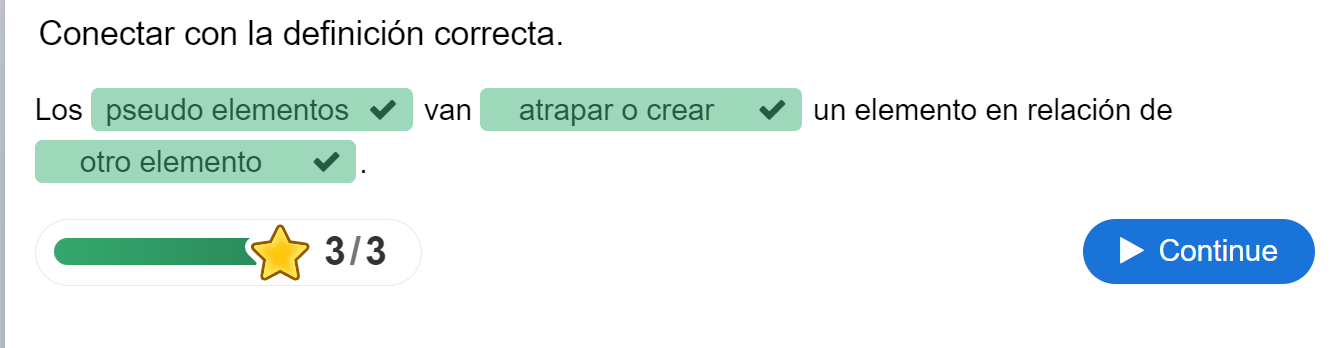 Conectar con la definición correcta.
Los pseudo elementos van atrapar o crear un elemento en relación de
otro elemento .
3/3
Continue